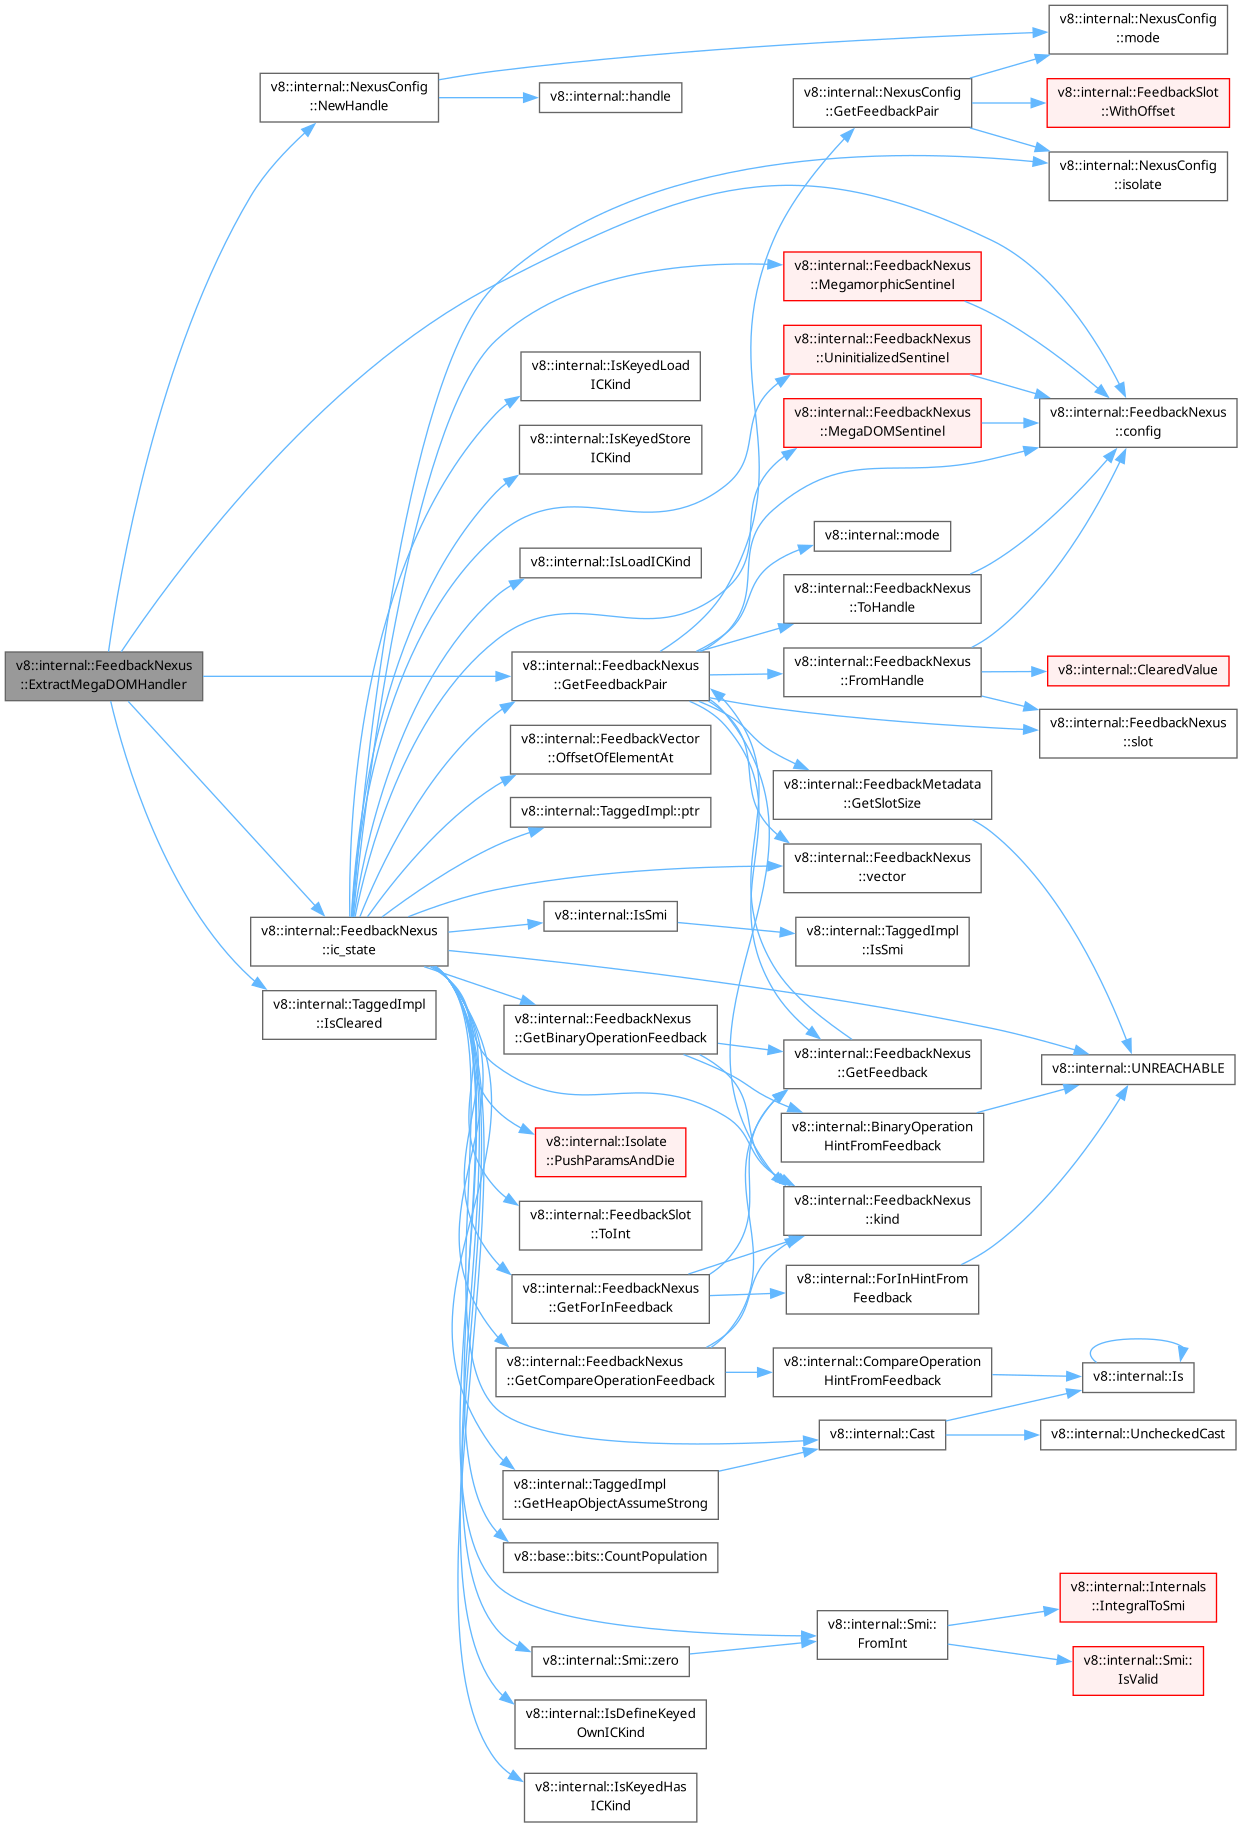 v8::internal::FeedbackNexus
::ExtractMegaDOMHandler
v8::internal::NexusConfig
::NewHandle
v8::internal::FeedbackNexus
::ic_state
v8::internal::TaggedImpl
::IsCleared
v8::internal::handle
v8::internal::IsKeyedLoad
ICKind
v8::internal::IsKeyedStore
ICKind
v8::internal::IsLoadICKind
v8::internal::FeedbackNexus
::GetFeedbackPair
v8::internal::FeedbackVector
::OffsetOfElementAt
v8::internal::TaggedImpl::ptr
v8::internal::IsSmi
v8::internal::FeedbackNexus
::GetBinaryOperationFeedback
v8::internal::Isolate
::PushParamsAndDie
v8::internal::FeedbackSlot
::ToInt
v8::internal::FeedbackNexus
::GetForInFeedback
v8::internal::FeedbackNexus
::GetCompareOperationFeedback
v8::internal::TaggedImpl
::GetHeapObjectAssumeStrong
v8::base::bits::CountPopulation
v8::internal::Smi::zero
v8::internal::IsDefineKeyed
OwnICKind
v8::internal::IsKeyedHas
ICKind
v8::internal::NexusConfig
::GetFeedbackPair
v8::internal::FeedbackNexus
::MegamorphicSentinel
v8::internal::FeedbackNexus
::UninitializedSentinel
v8::internal::FeedbackNexus
::MegaDOMSentinel
v8::internal::mode
v8::internal::FeedbackNexus
::ToHandle
v8::internal::FeedbackNexus
::FromHandle
v8::internal::FeedbackMetadata
::GetSlotSize
v8::internal::FeedbackNexus
::vector
v8::internal::TaggedImpl
::IsSmi
v8::internal::FeedbackNexus
::GetFeedback
v8::internal::BinaryOperation
HintFromFeedback
v8::internal::FeedbackNexus
::kind
v8::internal::ForInHintFrom
Feedback
v8::internal::CompareOperation
HintFromFeedback
v8::internal::Cast
v8::internal::Smi::
FromInt
v8::internal::NexusConfig
::mode
v8::internal::FeedbackSlot
::WithOffset
v8::internal::NexusConfig
::isolate
v8::internal::FeedbackNexus
::config
v8::internal::ClearedValue
v8::internal::FeedbackNexus
::slot
v8::internal::UNREACHABLE
v8::internal::Is
v8::internal::UncheckedCast
v8::internal::Internals
::IntegralToSmi
v8::internal::Smi::
IsValid